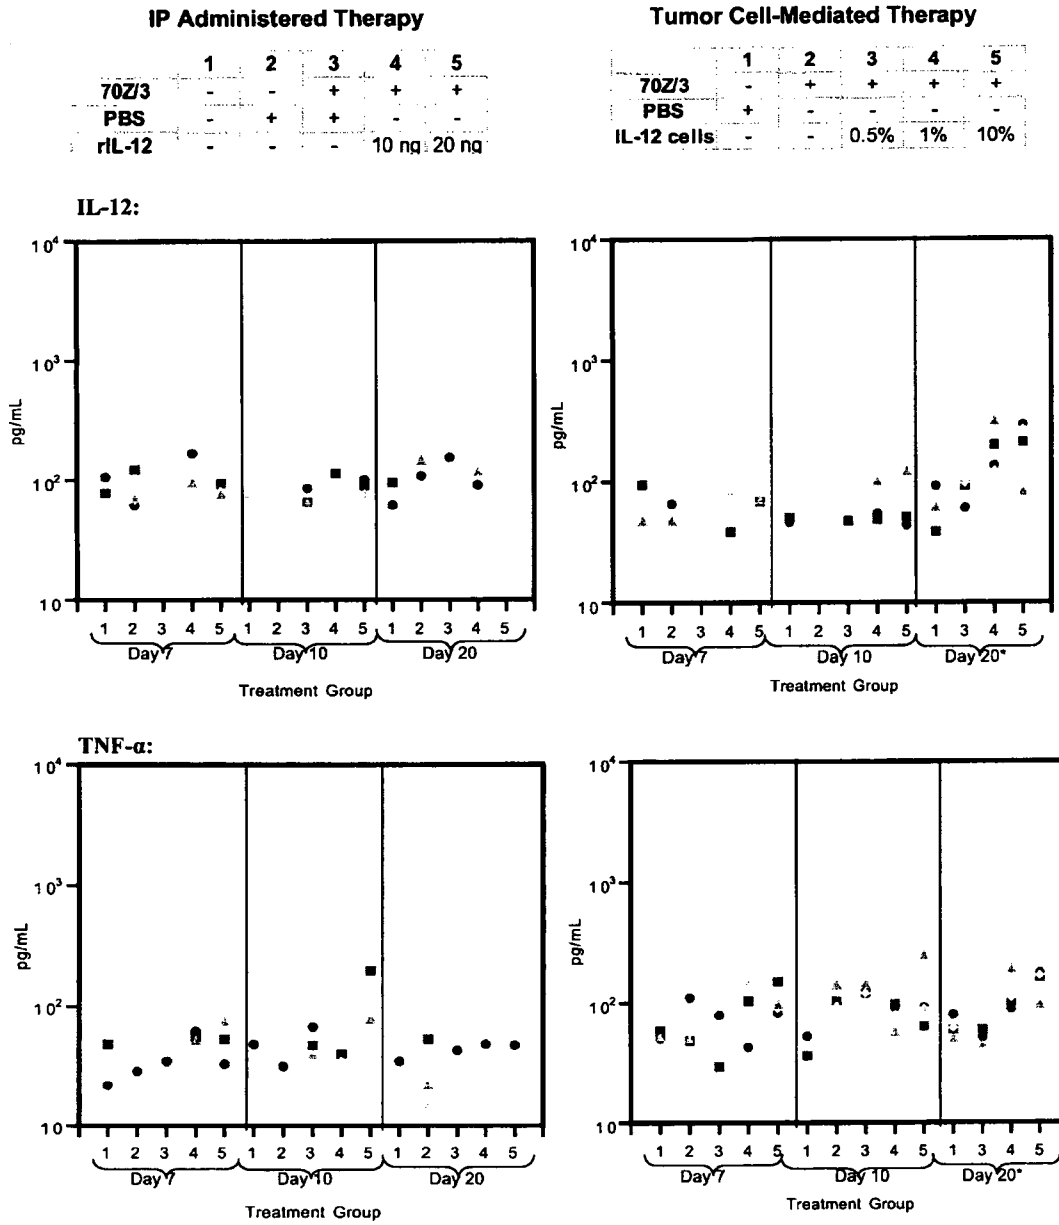 IP Administered Therapy
1 2 3 4 5
70Z/3 - - + + +
PBS - + + - -
rIL-12 - - - 10 ng 20 ng
Tumor Cell-Mediated Therapy
1 2 3 4 5
70Z/3 - + + + +
PBS + - - - -
IL-12 cells - - 0.5% 1% 10%
IL-12:
10⁴
10³
10²
10
pg/mL
1 2 3 4 5 1 2 3 4 5 1 2 3 4 5
Day 7 Day 10 Day 20
Treatment Group
10⁴
10³
10²
10
pg/mL
1 2 3 4 5 1 2 3 4 5 1 3 4 5
Day 7 Day 10 Day 20*
Treatment Group
TNF-α:
10⁴
10³
10²
10
pg/mL
1 2 3 4 5 1 2 3 4 5 1 2 3 4 5
Day 7 Day 10 Day 20
Treatment Group
10⁴
10³
10²
10
pg/mL
1 2 3 4 5 1 2 3 4 5 1 3 4 5
Day 7 Day 10 Day 20*
Treatment Group